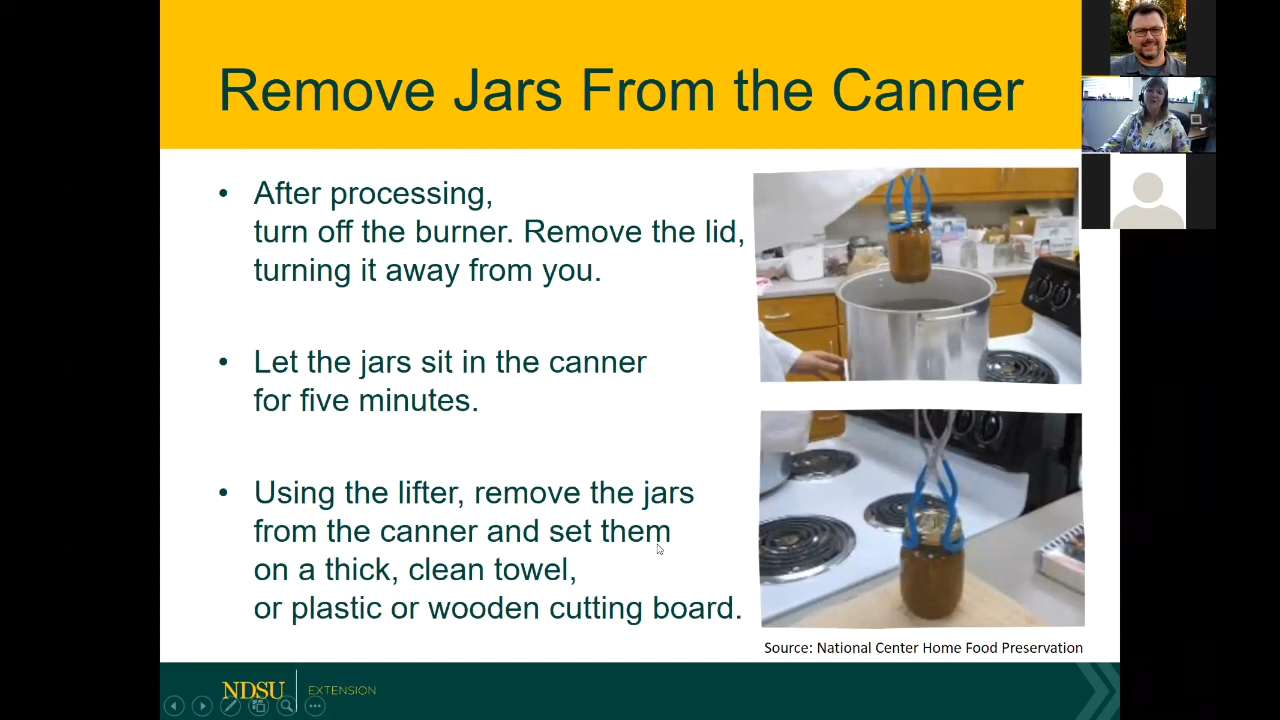 Remove Jars From the Canner
• After processing,
turn off the burner. Remove the lid,
turning it away from you.
• Let the jars sit in the canner
for five minutes.
• Using the lifter, remove the jars
from the canner and set them
on a thick, clean towel,
or plastic or wooden cutting board.
Source: National Center Home Food Preservation
NDSU EXTENSION